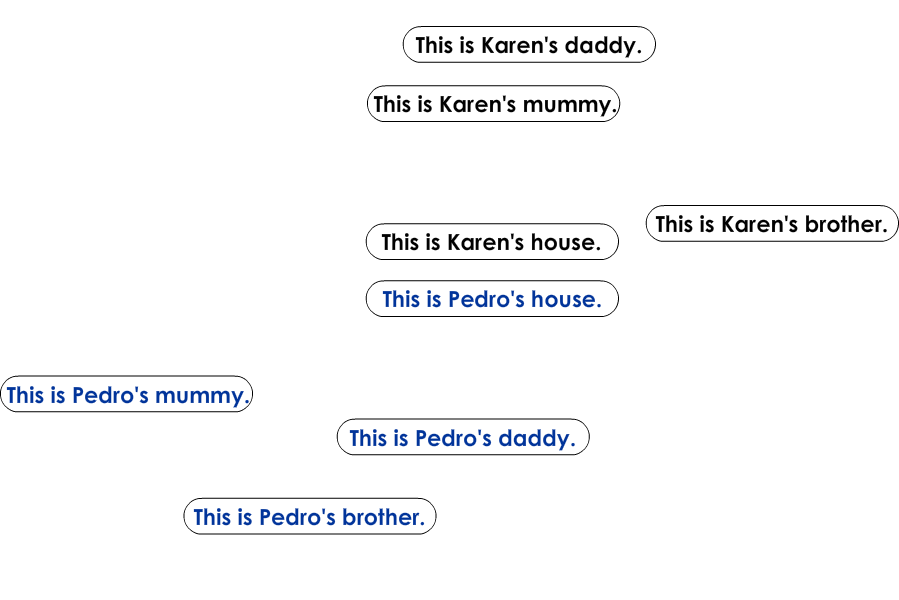 This is Karen's daddy.
This is Karen's mummy.
This is Karen's brother.
This is Karen's house.
This is Pedro's house.
This is Pedro's mummy.
This is Pedro's daddy.
This is Pedro's brother.